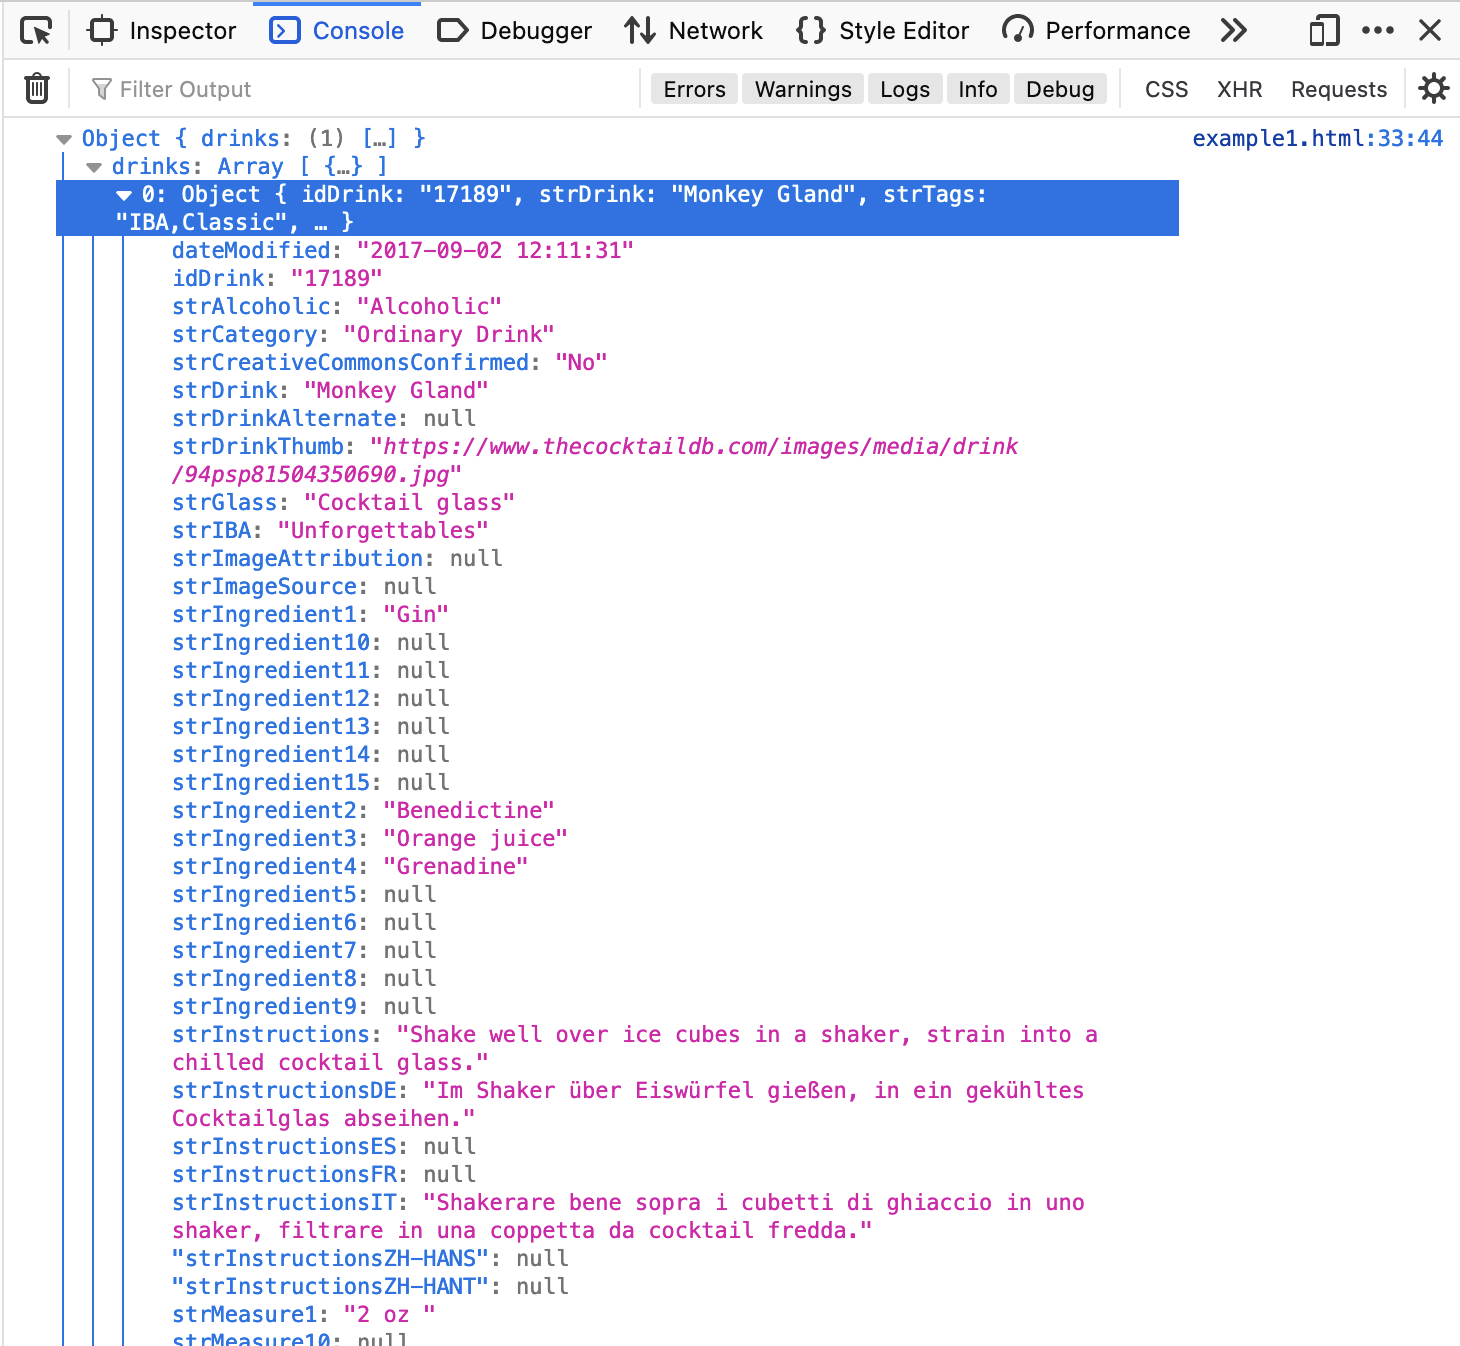 Inspector Console Debugger Network Style Editor Performance
Filter Output Errors Warnings Logs Info Debug CSS XHR Requests
Object { drinks: (1) […] } example1.html:33:44
drinks: Array [ {…} ]
0: Object { idDrink: "17189", strDrink: "Monkey Gland", strTags:
"IBA,Classic", … }
dateModified: "2017-09-02 12:11:31"
idDrink: "17189"
strAlcoholic: "Alcoholic"
strCategory: "Ordinary Drink"
strCreativeCommonsConfirmed: "No"
strDrink: "Monkey Gland"
strDrinkAlternate: null
strDrinkThumb: "https://www.thecocktaildb.com/images/media/drink
/94psp81504350690.jpg"
strGlass: "Cocktail glass"
strIBA: "Unforgettables"
strImageAttribution: null
strImageSource: null
strIngredient1: "Gin"
strIngredient10: null
strIngredient11: null
strIngredient12: null
strIngredient13: null
strIngredient14: null
strIngredient15: null
strIngredient2: "Benedictine"
strIngredient3: "Orange juice"
strIngredient4: "Grenadine"
strIngredient5: null
strIngredient6: null
strIngredient7: null
strIngredient8: null
strIngredient9: null
strInstructions: "Shake well over ice cubes in a shaker, strain into a
chilled cocktail glass."
strInstructionsDE: "Im Shaker über Eiswürfel gießen, in ein gekühltes
Cocktailglas abseihen."
strInstructionsES: null
strInstructionsFR: null
strInstructionsIT: "Shakerare bene sopra i cubetti di ghiaccio in uno
shaker, filtrare in una coppetta da cocktail fredda."
"strInstructionsZH-HANS": null
"strInstructionsZH-HANT": null
strMeasure1: "2 oz "
strMeasure10: null